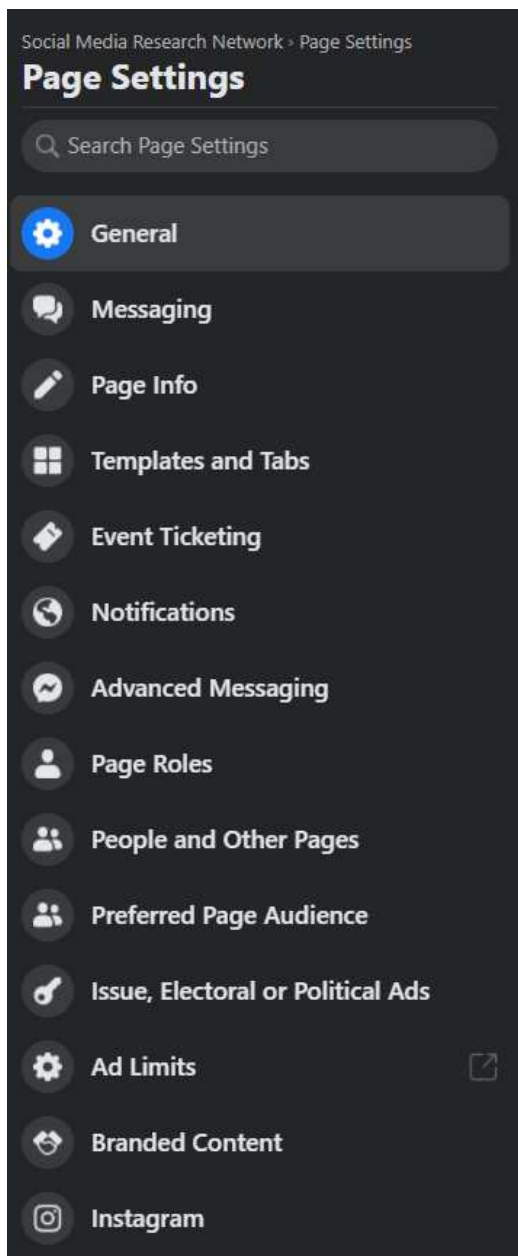 Social Media Research Network › Page Settings
Page Settings
Search Page Settings
General
Messaging
Page Info
Templates and Tabs
Event Ticketing
Notifications
Advanced Messaging
Page Roles
People and Other Pages
Preferred Page Audience
Issue, Electoral or Political Ads
Ad Limits
Branded Content
Instagram